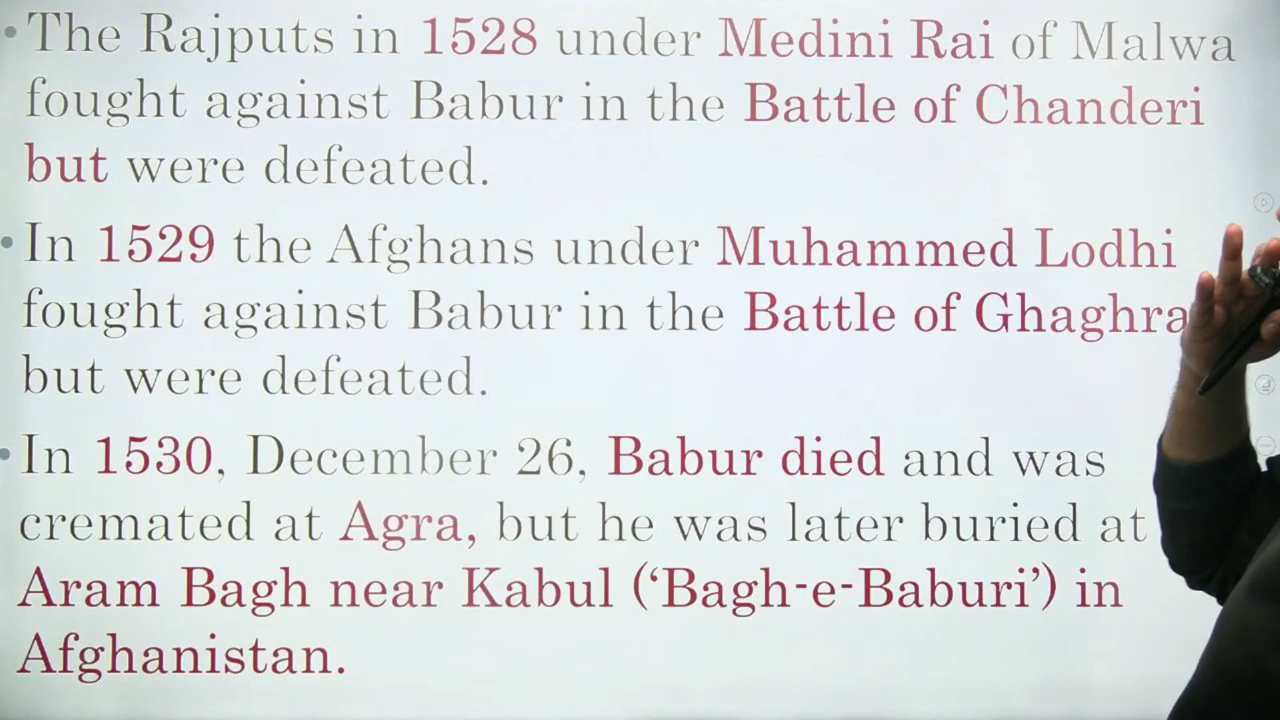 •The Rajputs in 1528 under Medini Rai of Malwa
fought against Babur in the Battle of Chanderi
but were defeated.
•In 1529 the Afghans under Muhammed Lodhi
fought against Babur in the Battle of Ghaghra
but were defeated.
•In 1530, December 26, Babur died and was
cremated at Agra, but he was later buried at
Aram Bagh near Kabul (‘Bagh-e-Baburi’) in
Afghanistan.